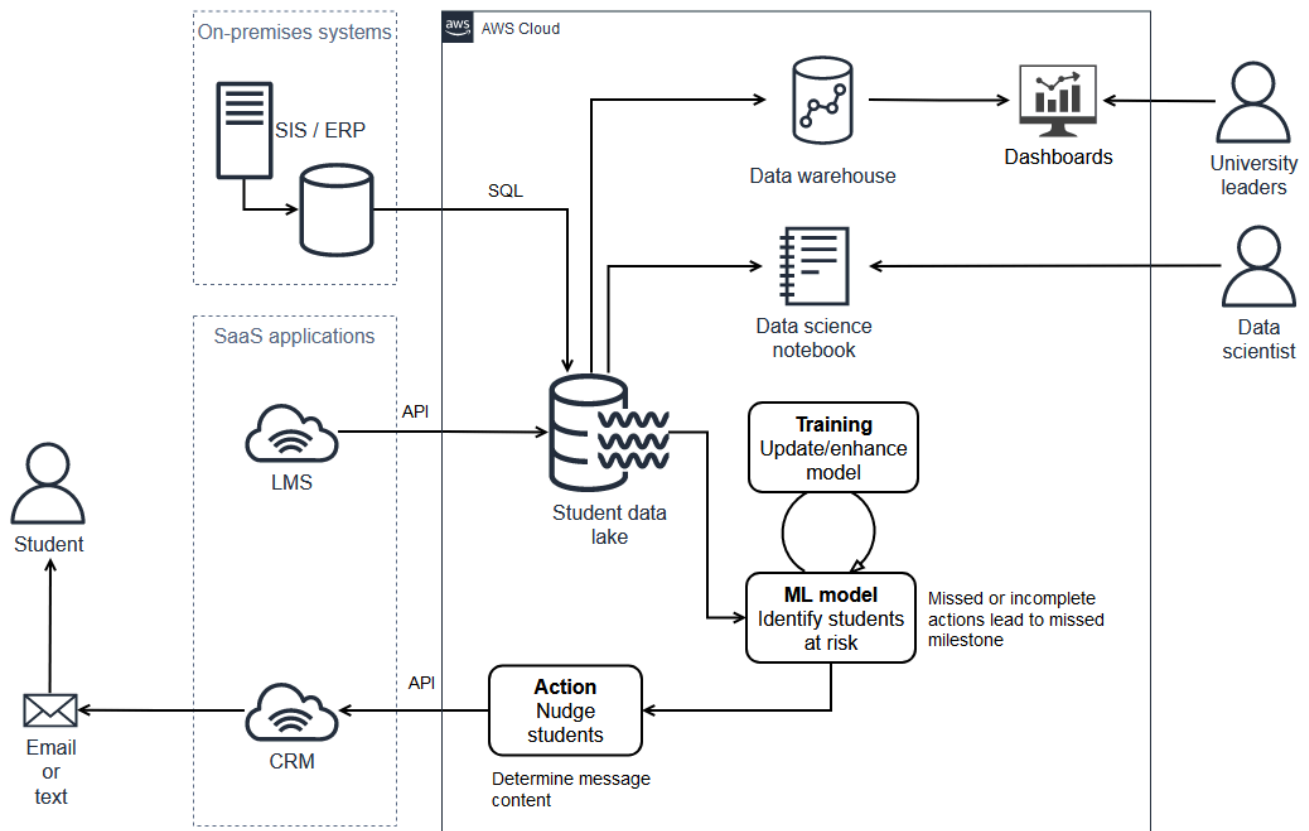 On-premises systems
aws
AWS Cloud
SIS / ERP
SQL
Data warehouse
Dashboards
University
leaders
Data science
notebook
Data
scientist
SaaS applications
LMS
API
Student data
lake
Training
Update/enhance
model
Student
ML model
Identify students
at risk
Missed or incomplete
actions lead to missed
milestone
Action
Nudge
students
API
CRM
Email
or
text
Determine message
content